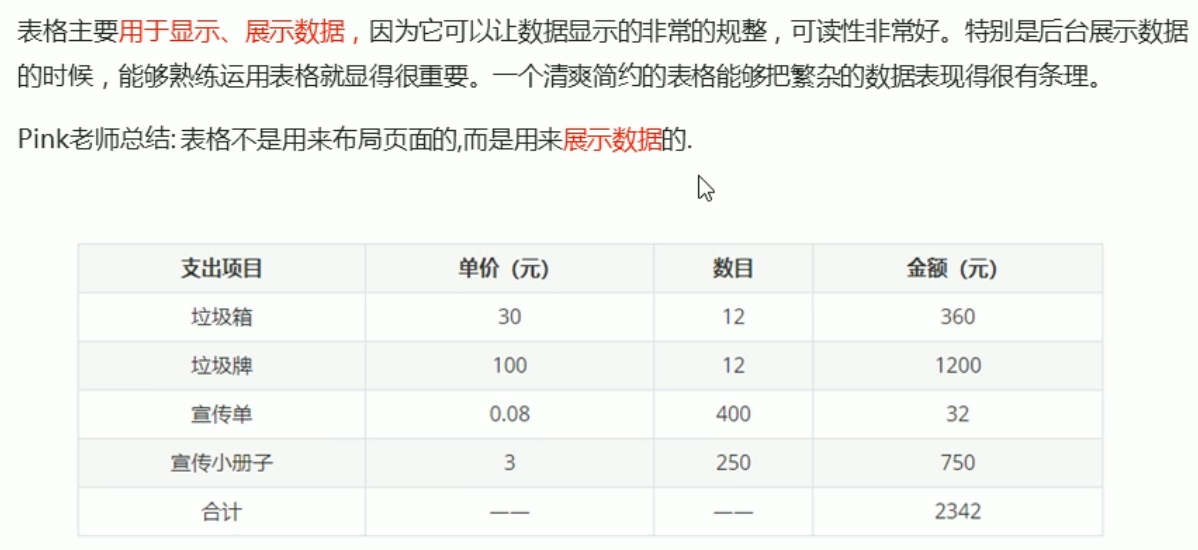 表格主要用于显示、展示数据，因为它可以让数据显示的非常的规整，可读性非常好。特别是后台展示数据
的时候，能够熟练运用表格就显得很重要。一个清爽简约的表格能够把繁杂的数据表现得很有条理。
Pink老师总结: 表格不是用来布局页面的,而是用来展示数据的.
支出项目 单价（元） 数目 金额（元）
垃圾箱 30 12 360
垃圾牌 100 12 1200
宣传单 0.08 400 32
宣传小册子 3 250 750
合计 —— —— 2342